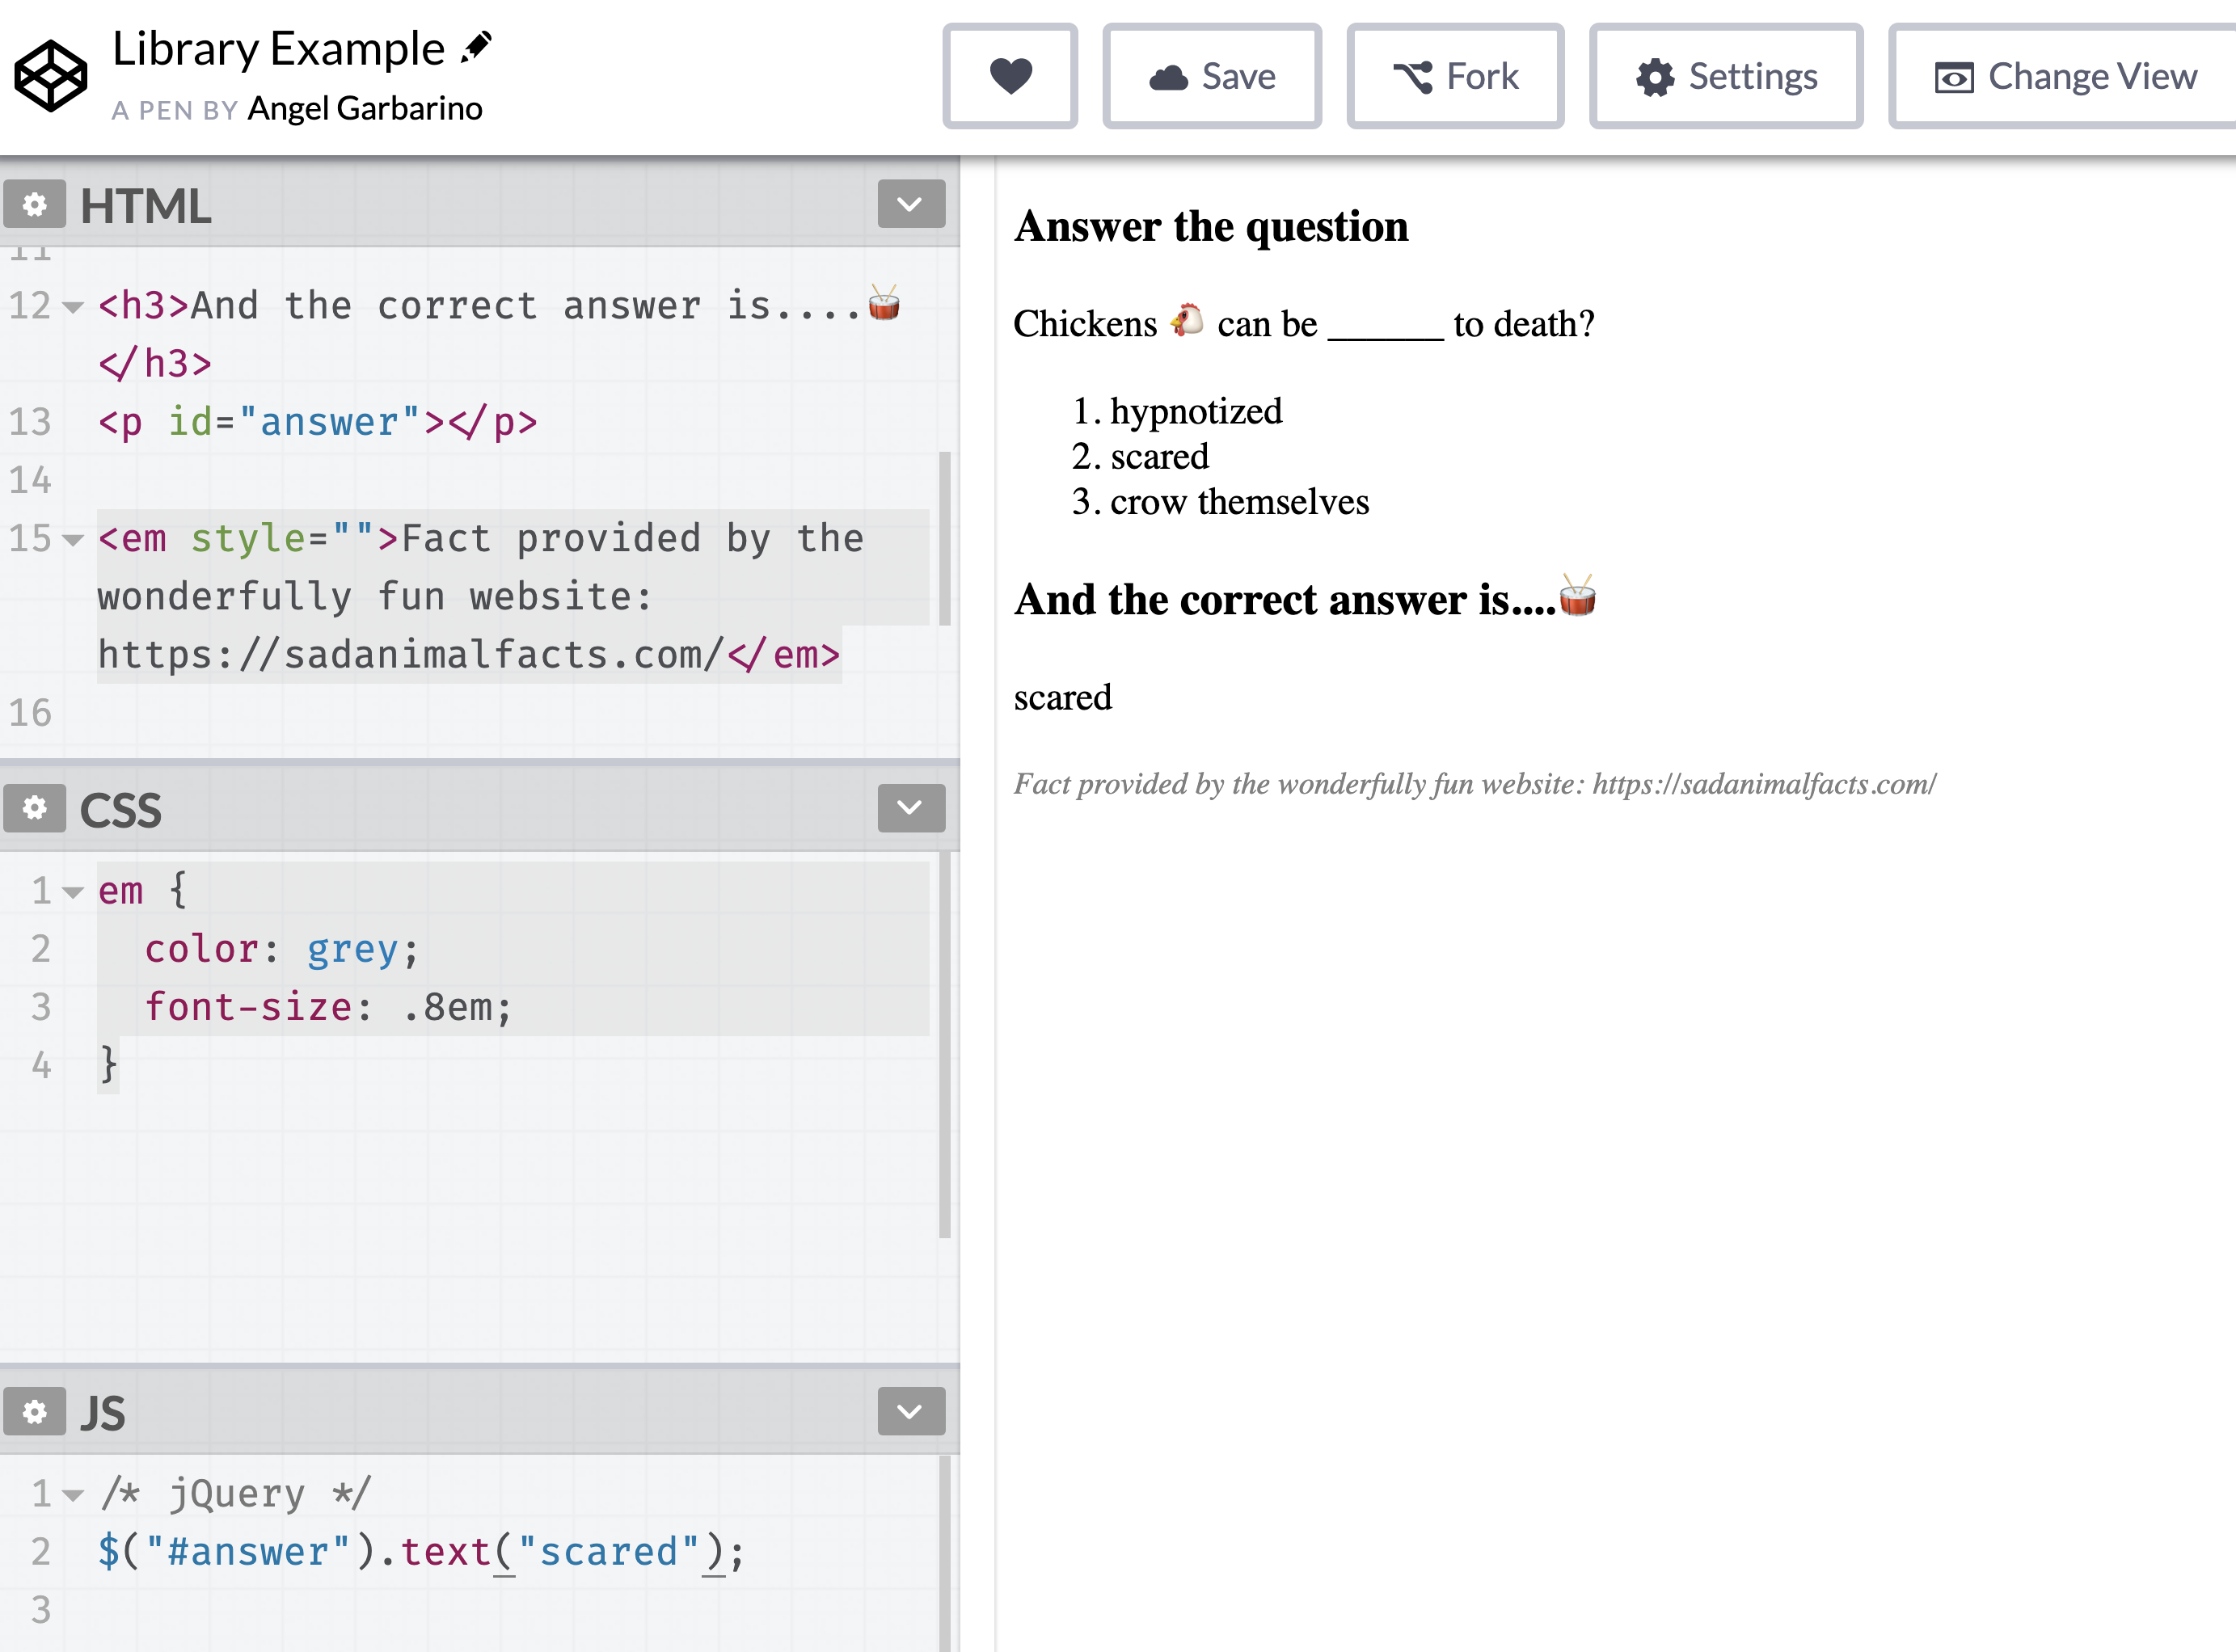 Library Example
A PEN BY Angel Garbarino
Save
Fork
Settings
Change View
HTML
11
12 <h3>And the correct answer is....🥁
</h3>
13 <p id="answer"></p>
14
15 <em style="">Fact provided by the
wonderfully fun website:
https://sadanimalfacts.com/</em>
16
CSS
1 em {
2 color: grey;
3 font-size: .8em;
4 }
JS
1 /* jQuery */
2 $("#answer").text("scared");
3
Answer the question
Chickens 🐔 can be ______ to death?
1. hypnotized
2. scared
3. crow themselves
And the correct answer is....🥁
scared
Fact provided by the wonderfully fun website: https://sadanimalfacts.com/